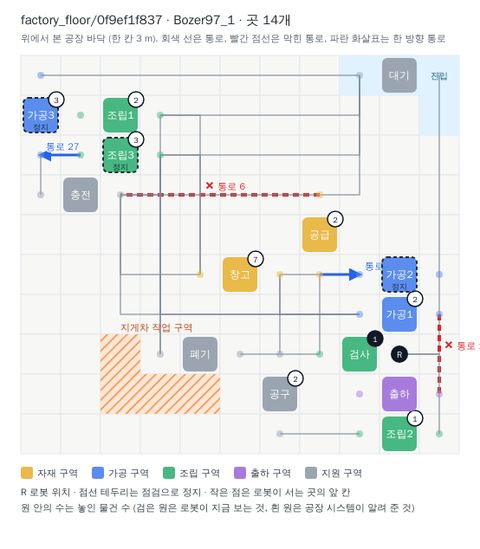 factory_floor/0f9ef1f837 · Bozer97_1 · 곳 14개
위에서 본 공장 바닥 (한 칸 3 m). 회색 선은 통로, 빨간 점선은 막힌 통로, 파란 화살표는 한 방향 통로
대기
진입
3
가공3
정지
2
조립1
통로 27
3
조립3
정지
충전
통로 6
2
공급
7
창고
통로
가공2
정지
2
가공1
지게차 작업 구역
폐기
1
검사
R
통로
2
공구
출하
1
조립2
자재 구역
가공 구역
조립 구역
출하 구역
지원 구역
R 로봇 위치 · 점선 테두리는 점검으로 정지 · 작은 점은 로봇이 서는 곳의 앞 칸
원 안의 수는 놓인 물건 수 (검은 원은 로봇이 지금 보는 것, 흰 원은 공장 시스템이 알려 준 것)